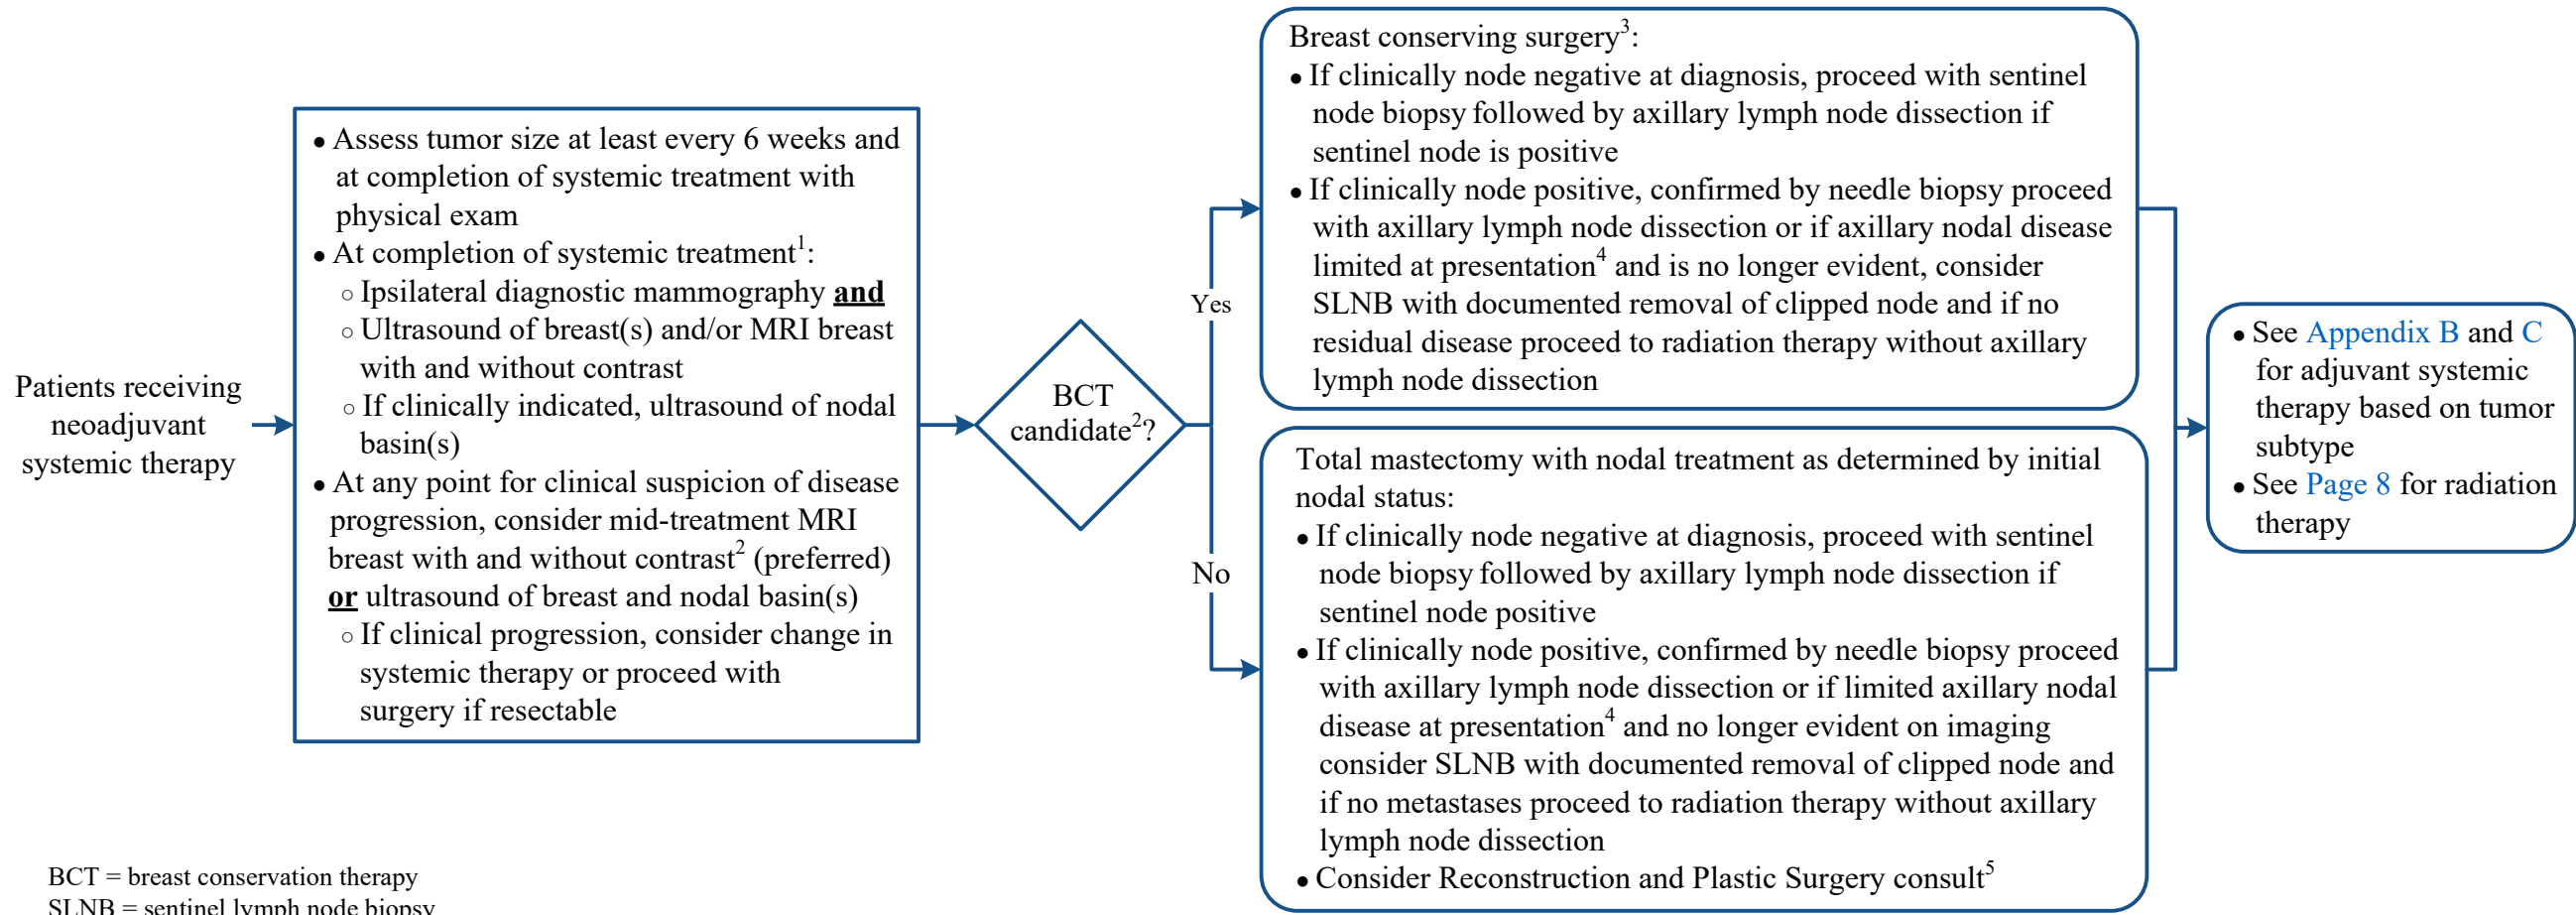 Patients receiving
neoadjuvant
systemic therapy
• Assess tumor size at least every 6 weeks and
at completion of systemic treatment with
physical exam
• At completion of systemic treatment¹:
○ Ipsilateral diagnostic mammography and
○ Ultrasound of breast(s) and/or MRI breast
with and without contrast
○ If clinically indicated, ultrasound of nodal
basin(s)
• At any point for clinical suspicion of disease
progression, consider mid-treatment MRI
breast with and without contrast² (preferred)
or ultrasound of breast and nodal basin(s)
○ If clinical progression, consider change in
systemic therapy or proceed with
surgery if resectable
BCT
candidate²?
Yes
Breast conserving surgery³:
• If clinically node negative at diagnosis, proceed with sentinel
node biopsy followed by axillary lymph node dissection if
sentinel node is positive
• If clinically node positive, confirmed by needle biopsy proceed
with axillary lymph node dissection or if axillary nodal disease
limited at presentation⁴ and is no longer evident, consider
SLNB with documented removal of clipped node and if no
residual disease proceed to radiation therapy without axillary
lymph node dissection
No
Total mastectomy with nodal treatment as determined by initial
nodal status:
• If clinically node negative at diagnosis, proceed with sentinel
node biopsy followed by axillary lymph node dissection if
sentinel node positive
• If clinically node positive, confirmed by needle biopsy proceed
with axillary lymph node dissection or if limited axillary nodal
disease at presentation⁴ and no longer evident on imaging
consider SLNB with documented removal of clipped node and
if no metastases proceed to radiation therapy without axillary
lymph node dissection
• Consider Reconstruction and Plastic Surgery consult⁵
• See Appendix B and C
for adjuvant systemic
therapy based on tumor
subtype
• See Page 8 for radiation
therapy
BCT = breast conservation therapy
SLNB = sentinel lymph node biopsy